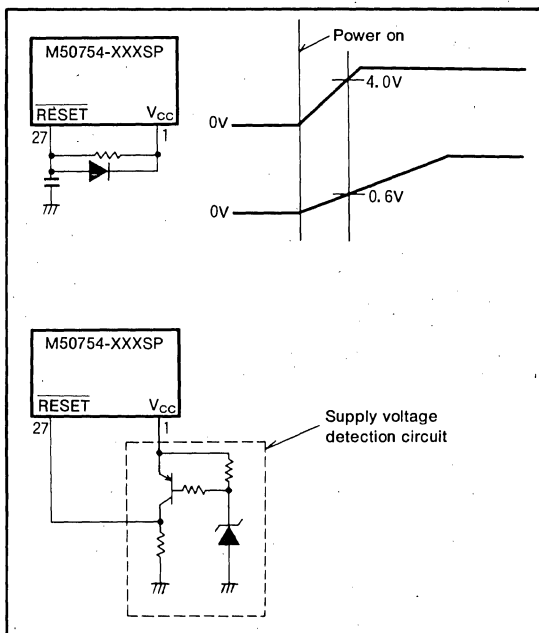 M50754-XXXSP
RESET VCC
27 1
Power on
4.0V
0V
0.6V
0V
M50754-XXXSP
RESET VCC
27 1
Supply voltage
detection circuit